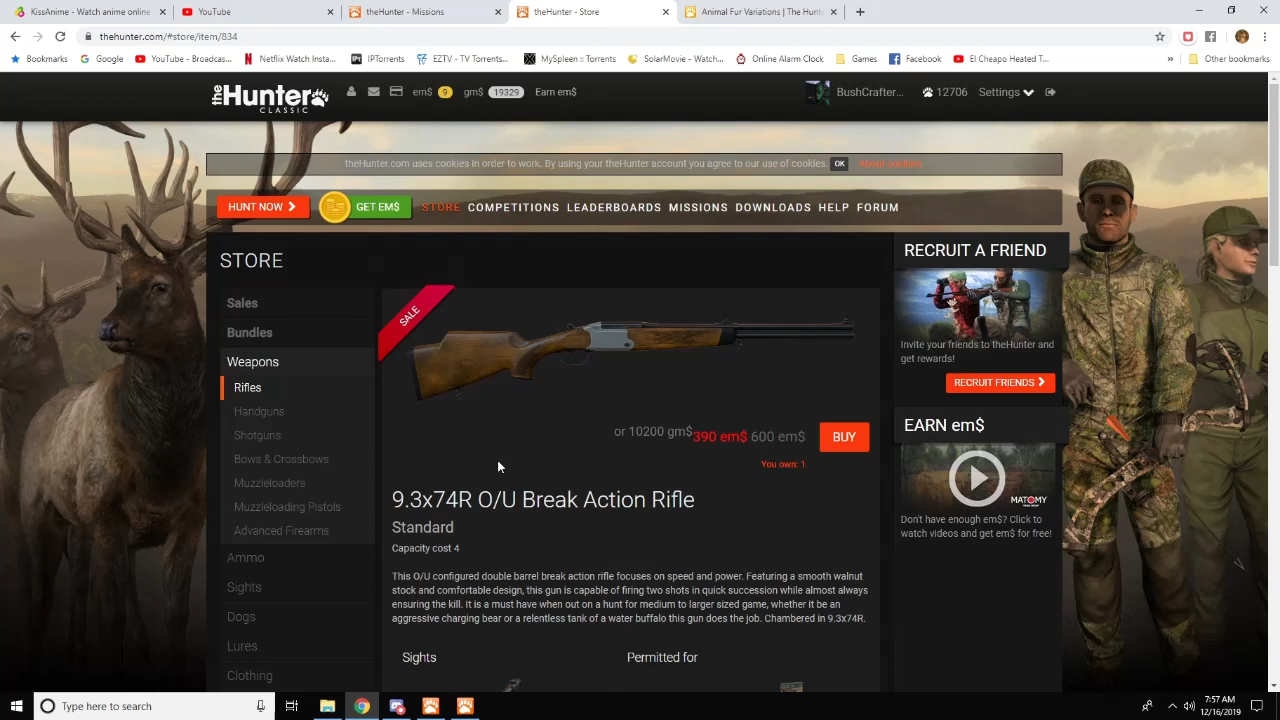 KissAnime - Watch anime online
YouTube
theHunter - Missions
theHunter - Store
Animal Fur Variations | The Hunt
thehunter.com/#store/item/834
Bookmarks
Google
YouTube - Broadcas...
Netflix Watch Insta...
IPTorrents
EZTV - TV Torrents...
MySpleen :: Torrents
SolarMovie - Watch...
Online Alarm Clock
Games
Facebook
El Cheapo Heated T...
»
Other bookmarks
theHunter
CLASSIC
em$ 9
gm$ 19329
Earn em$
BushCrafter...
12706
Settings
theHunter.com uses cookies in order to work. By using your theHunter account you agree to our use of cookies. OK About cookies
HUNT NOW
GET EM$
STORE COMPETITIONS LEADERBOARDS MISSIONS DOWNLOADS HELP FORUM
STORE
Sales
Bundles
Weapons
Rifles
Handguns
Shotguns
Bows & Crossbows
Muzzleloaders
Muzzleloading Pistols
Advanced Firearms
Ammo
Sights
Dogs
Lures
Clothing
SALE
or 10200 gm$ 390 em$ 600 em$
BUY
You own: 1
9.3x74R O/U Break Action Rifle
Standard
Capacity cost 4
This O/U configured double barrel break action rifle focuses on speed and power. Featuring a smooth walnut
stock and comfortable design, this gun is capable of firing two shots in quick succession while almost always
ensuring the kill. It is a must have when out on a hunt for medium to larger sized game, whether it be an
aggressive charging bear or a relentless tank of a water buffalo this gun does the job. Chambered in 9.3x74R.
Sights
Permitted for
RECRUIT A FRIEND
Invite your friends to theHunter and
get rewards!
RECRUIT FRIENDS
EARN em$
MATOMY
Don't have enough em$? Click to
watch videos and get em$ for free!
Type here to search
7:57 AM
12/16/2019